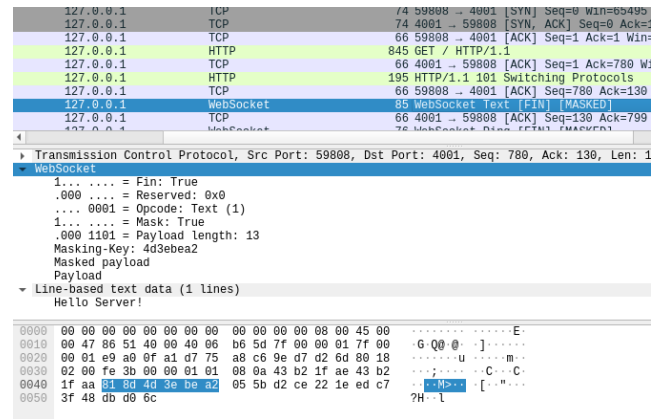 127.0.0.1 TCP 74 59808 → 4001 [SYN] Seq=0 Win=65495
127.0.0.1 TCP 74 4001 → 59808 [SYN, ACK] Seq=0 Ack=1
127.0.0.1 TCP 66 59808 → 4001 [ACK] Seq=1 Ack=1 Win=
127.0.0.1 HTTP 845 GET / HTTP/1.1
127.0.0.1 TCP 66 4001 → 59808 [ACK] Seq=1 Ack=780 Wi
127.0.0.1 HTTP 195 HTTP/1.1 101 Switching Protocols
127.0.0.1 TCP 66 59808 → 4001 [ACK] Seq=780 Ack=130
127.0.0.1 WebSocket 85 WebSocket Text [FIN] [MASKED]
127.0.0.1 TCP 66 4001 → 59808 [ACK] Seq=130 Ack=799
127.0.0.1 WebSocket 76 WebSocket Ping [FIN] [MASKED]
Transmission Control Protocol, Src Port: 59808, Dst Port: 4001, Seq: 780, Ack: 130, Len: 1
WebSocket
1... .... = Fin: True
.000 .... = Reserved: 0x0
.... 0001 = Opcode: Text (1)
1... .... = Mask: True
.000 1101 = Payload length: 13
Masking-Key: 4d3ebea2
Masked payload
Payload
Line-based text data (1 lines)
Hello Server!
0000 00 00 00 00 00 00 00 00 00 00 00 00 08 00 45 00 ········ ······E·
0010 00 47 86 51 40 00 40 06 b6 5d 7f 00 00 01 7f 00 ·G·Q@·@· ·]······
0020 00 01 e9 a0 0f a1 d7 75 a8 c6 9e d7 d2 6d 80 18 ·······u ·····m··
0030 02 00 fe 3b 00 00 01 01 08 0a 43 b2 1f ae 43 b2 ···;···· ··C···C·
0040 1f aa 81 8d 4d 3e be a2 05 5b d2 ce 22 1e ed c7 ····M>·· ·[··"···
0050 3f 48 db d0 6c ?H··l